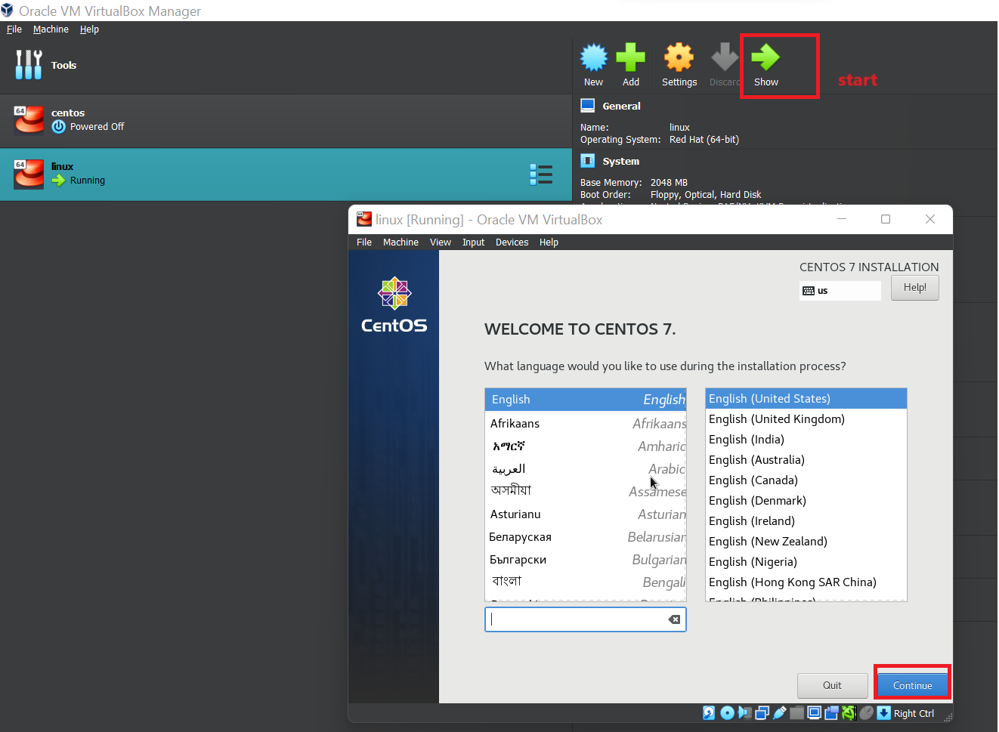 Oracle VM VirtualBox Manager
File Machine Help
Tools
New Add Settings Discard Show
start
64 centos
Powered Off
64 linux
Running
General
Name: linux
Operating System: Red Hat (64-bit)
System
Base Memory: 2048 MB
Boot Order: Floppy, Optical, Hard Disk
linux [Running] - Oracle VM VirtualBox
File Machine View Input Devices Help
CentOS
CENTOS 7 INSTALLATION
us
Help!
WELCOME TO CENTOS 7.
What language would you like to use during the installation process?
English English
Afrikaans Afrikaans
አማርኛ Amharic
العربية Arabic
অসমীয়া Assamese
Asturianu Asturian
Беларуская Belarusian
Български Bulgarian
বাংলা Bengali
English (United States)
English (United Kingdom)
English (India)
English (Australia)
English (Canada)
English (Denmark)
English (Ireland)
English (New Zealand)
English (Nigeria)
English (Hong Kong SAR China)
English (Philippines)
Quit
Continue
Right Ctrl